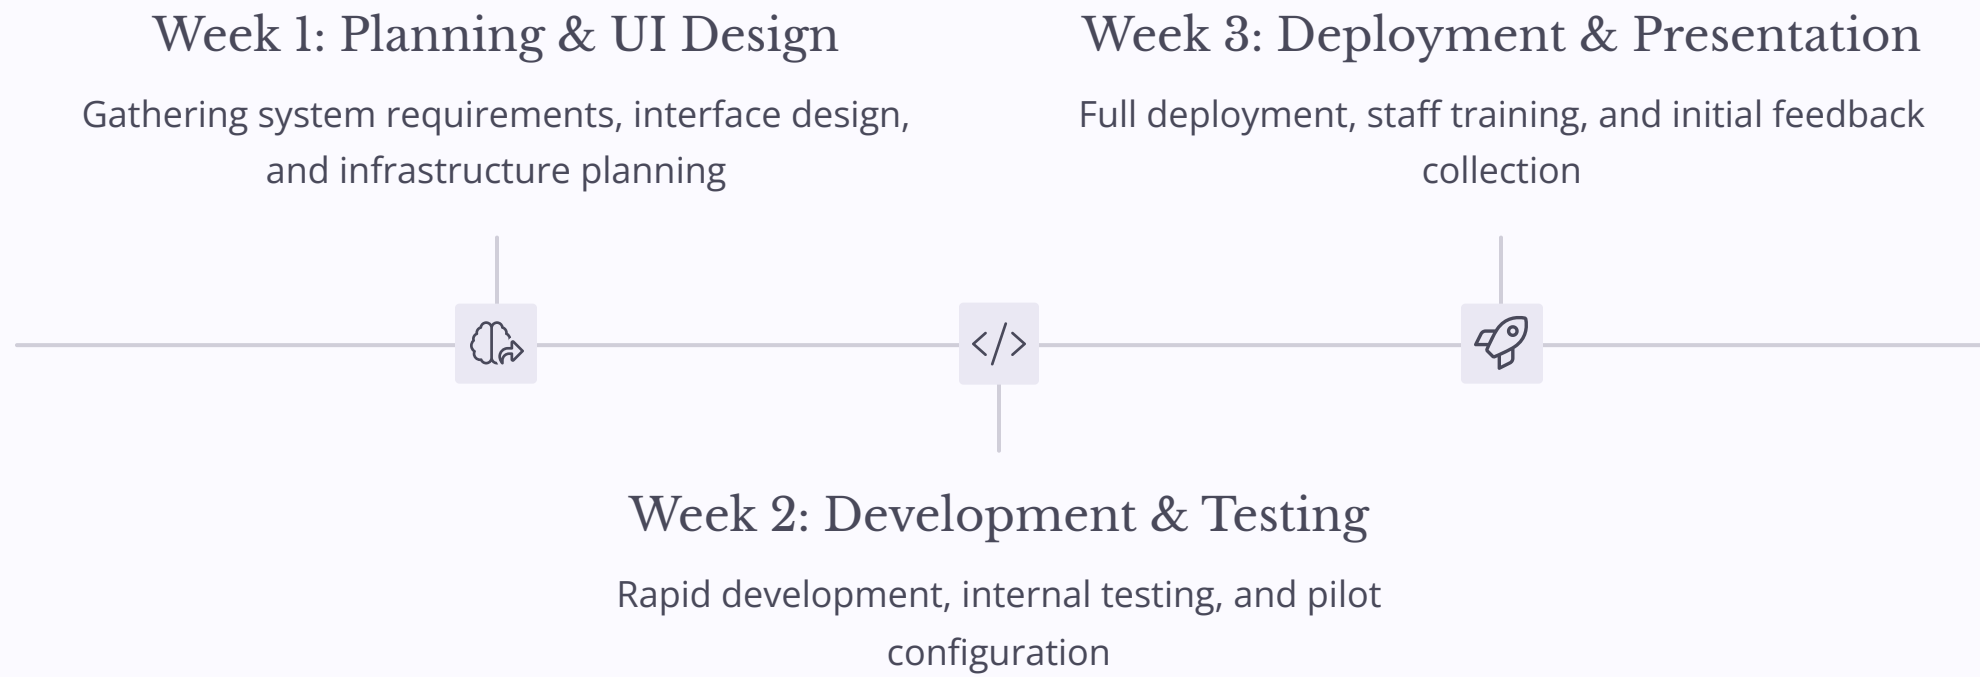 Week 1: Planning & UI Design
Gathering system requirements, interface design,
and infrastructure planning
Week 3: Deployment & Presentation
Full deployment, staff training, and initial feedback
collection
Week 2: Development & Testing
Rapid development, internal testing, and pilot
configuration